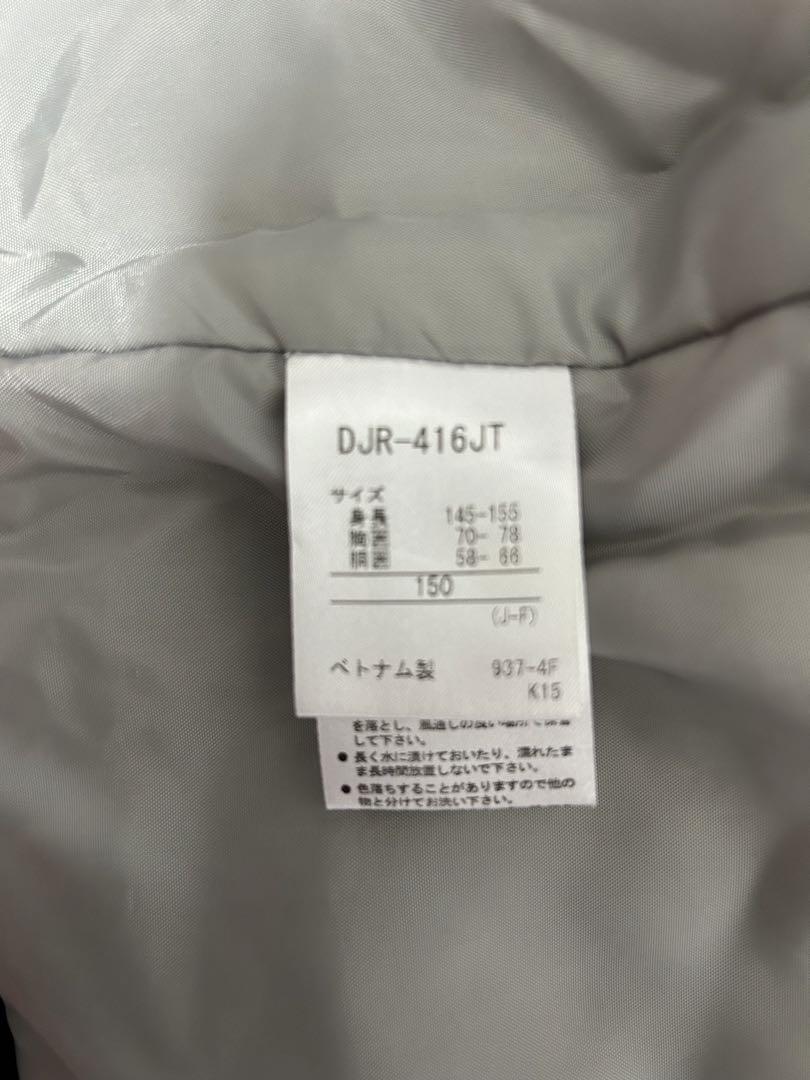 DJR-416JT
サイズ
身長 145-155
胸囲 70- 78
胴囲 58- 66
150
(J-F)
ベトナム製 937-4F
K15
を落とし、風通しの良い場所で保管
して下さい。
● 長く水に漬けておいたり、濡れたま
ま長時間放置しないで下さい。
● 色落ちすることがありますので他の
物と分けてお洗い下さい。